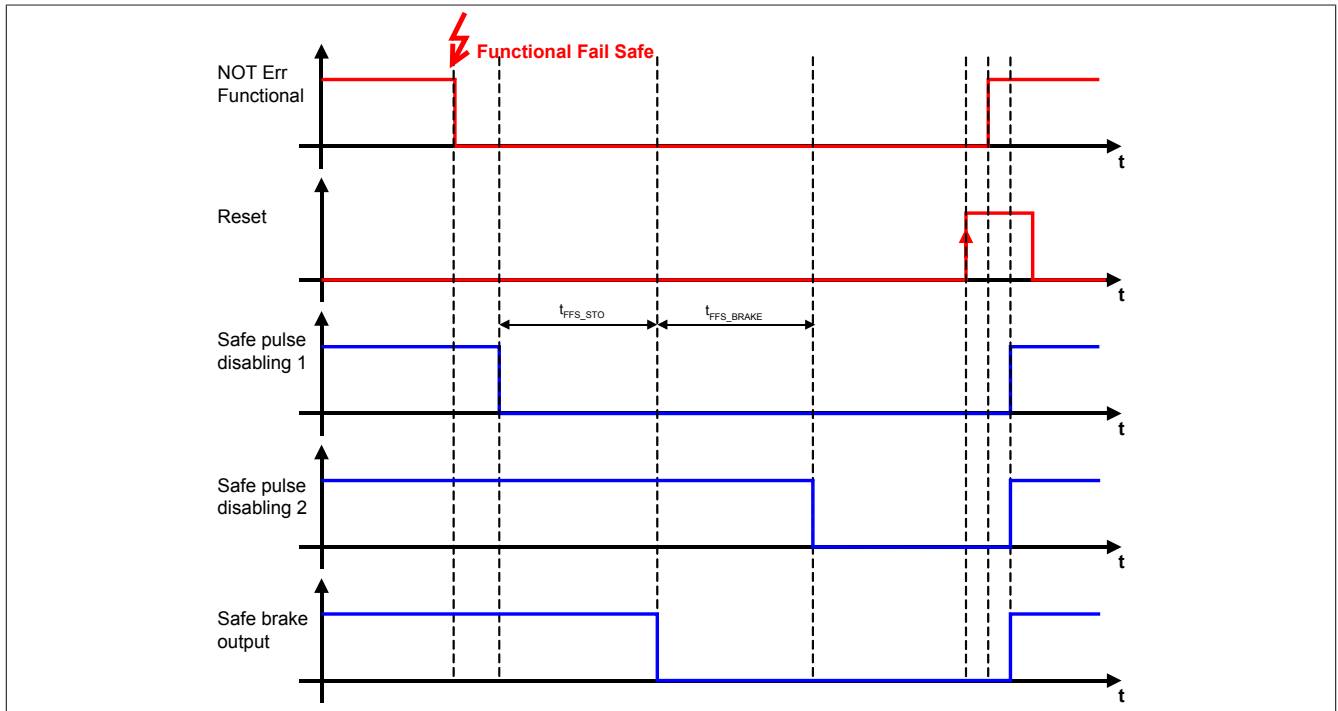 Functional Fail Safe
NOT Err
Functional
t
Reset
t
tFFS_STO
tFFS_BRAKE
Safe pulse
disabling 1
t
Safe pulse
disabling 2
t
Safe brake
output
t